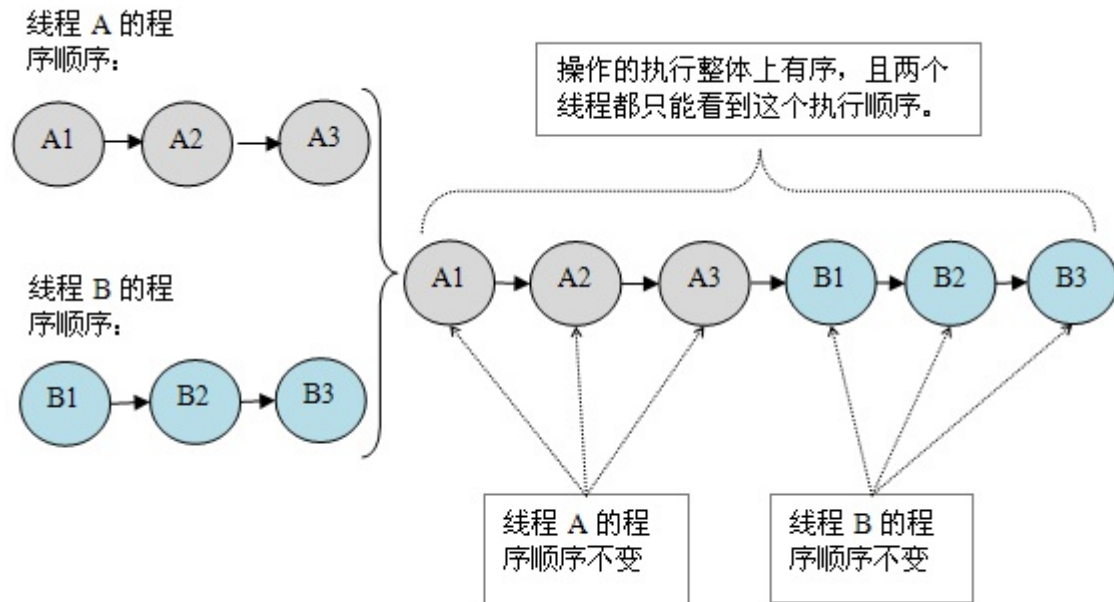 线程 A 的程
序顺序：
A1
A2
A3
操作的执行整体上有序，且两个
线程都只能看到这个执行顺序。
线程 B 的程
序顺序：
B1
B2
B3
A1
A2
A3
B1
B2
B3
线程 A 的程
序顺序不变
线程 B 的程
序顺序不变